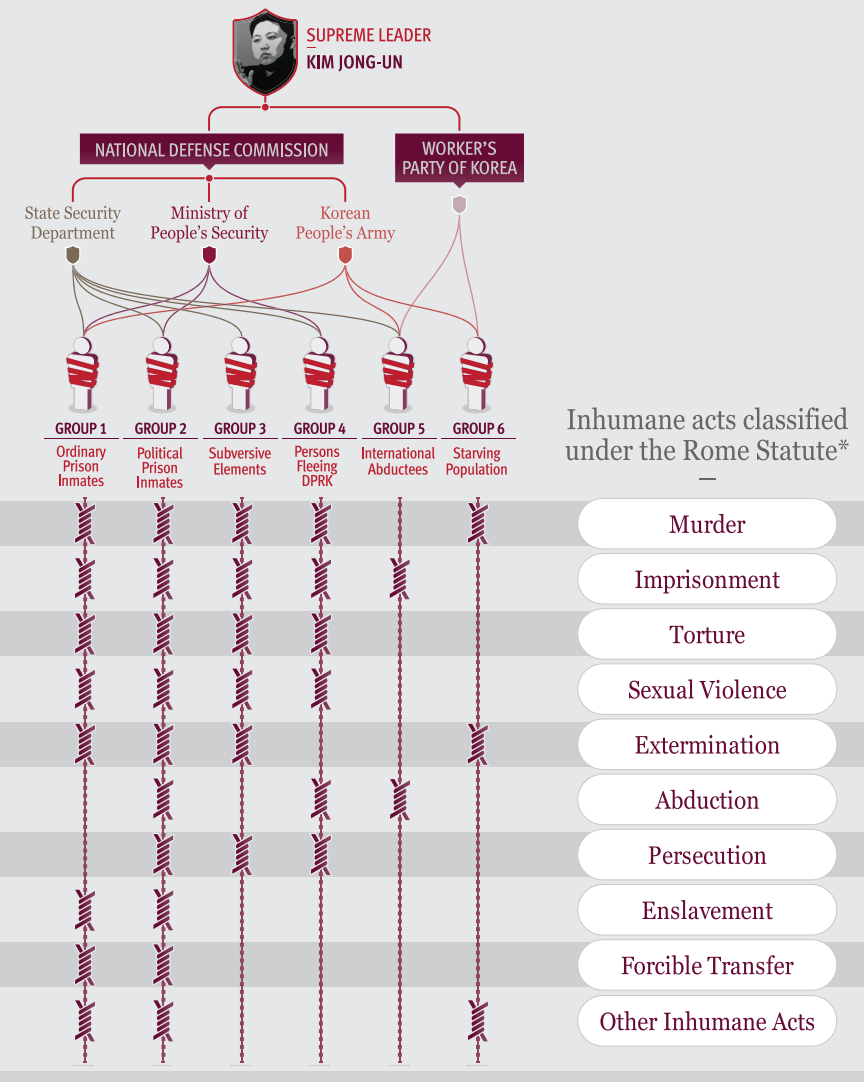 SUPREME LEADER
KIM JONG-UN
NATIONAL DEFENSE COMMISSION
WORKER'S
PARTY OF KOREA
State Security
Department
Ministry of
People's Security
Korean
People's Army
GROUP 1
Ordinary
Prison
Inmates
GROUP 2
Political
Prison
Inmates
GROUP 3
Subversive
Elements
GROUP 4
Persons
Fleeing
DPRK
GROUP 5
International
Abductees
GROUP 6
Starving
Population
Inhumane acts classified
under the Rome Statute*
Murder
Imprisonment
Torture
Sexual Violence
Extermination
Abduction
Persecution
Enslavement
Forcible Transfer
Other Inhumane Acts